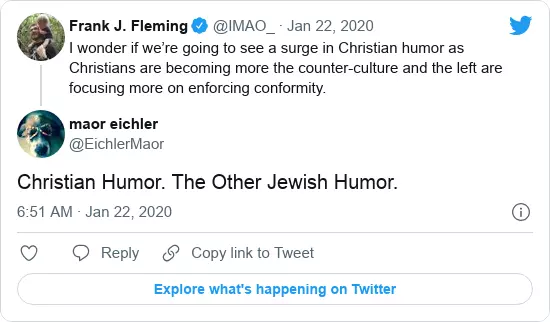 Frank J. Fleming @IMAO_ · Jan 22, 2020
I wonder if we’re going to see a surge in Christian humor as
Christians are becoming more the counter-culture and the left are
focusing more on enforcing conformity.
maor eichler
@EichlerMaor
Christian Humor. The Other Jewish Humor.
6:51 AM · Jan 22, 2020
Reply Copy link to Tweet
Explore what's happening on Twitter